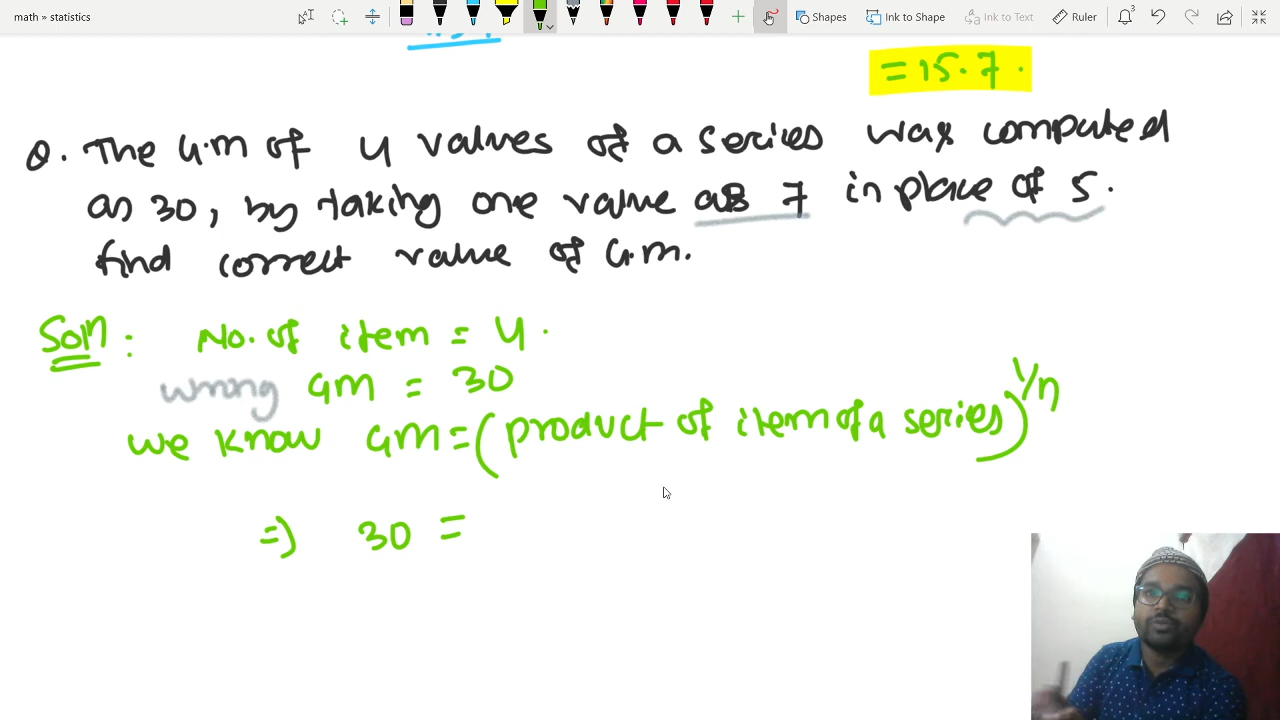 math » statistics
Shapes
Ink to Shape
Ink to Text
Ruler
= 15.7.
Q. The G.M of 4 values of a series was computed
as 30, by taking one value as 7 in place of 5.
find correct value of G.M.
Soln: No. of item = 4.
wrong GM = 30
we know GM = (product of item of a series)^1/n
=) 30 =